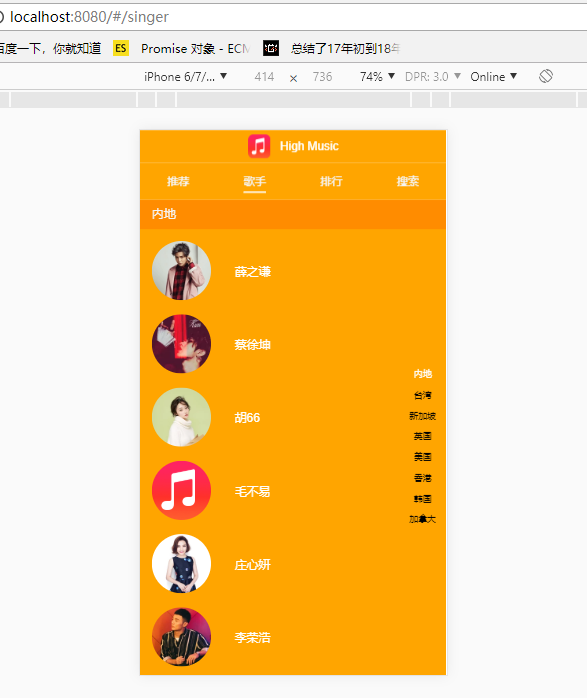 localhost:8080/#/singer
百度一下，你就知道 ES Promise 对象 - ECM 总结了17年初到18年
iPhone 6/7/... ▼ 414 × 736 74% ▼ DPR: 3.0 ▼ Online ▼
High Music
推荐 歌手 排行 搜索
内地
薛之谦
蔡徐坤
胡66
毛不易
庄心妍
李荣浩
内地
台湾
新加坡
英国
美国
香港
韩国
加拿大